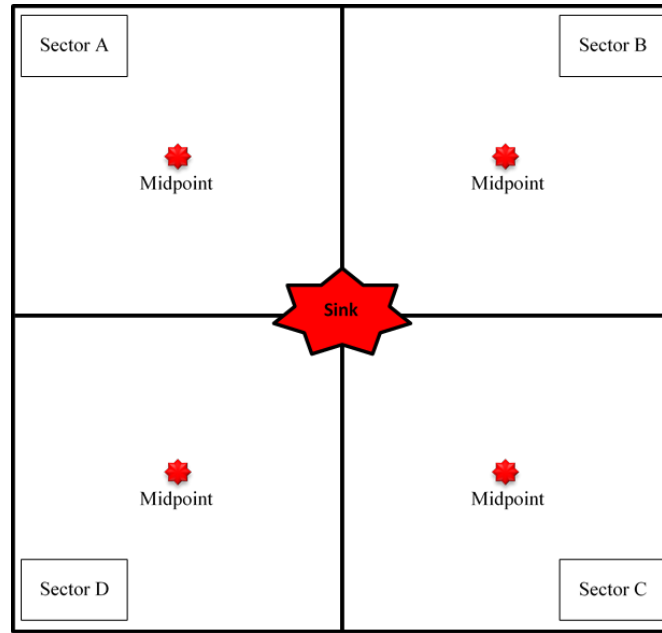 Sector A
Sector B
Midpoint
Midpoint
Sink
Midpoint
Midpoint
Sector D
Sector C